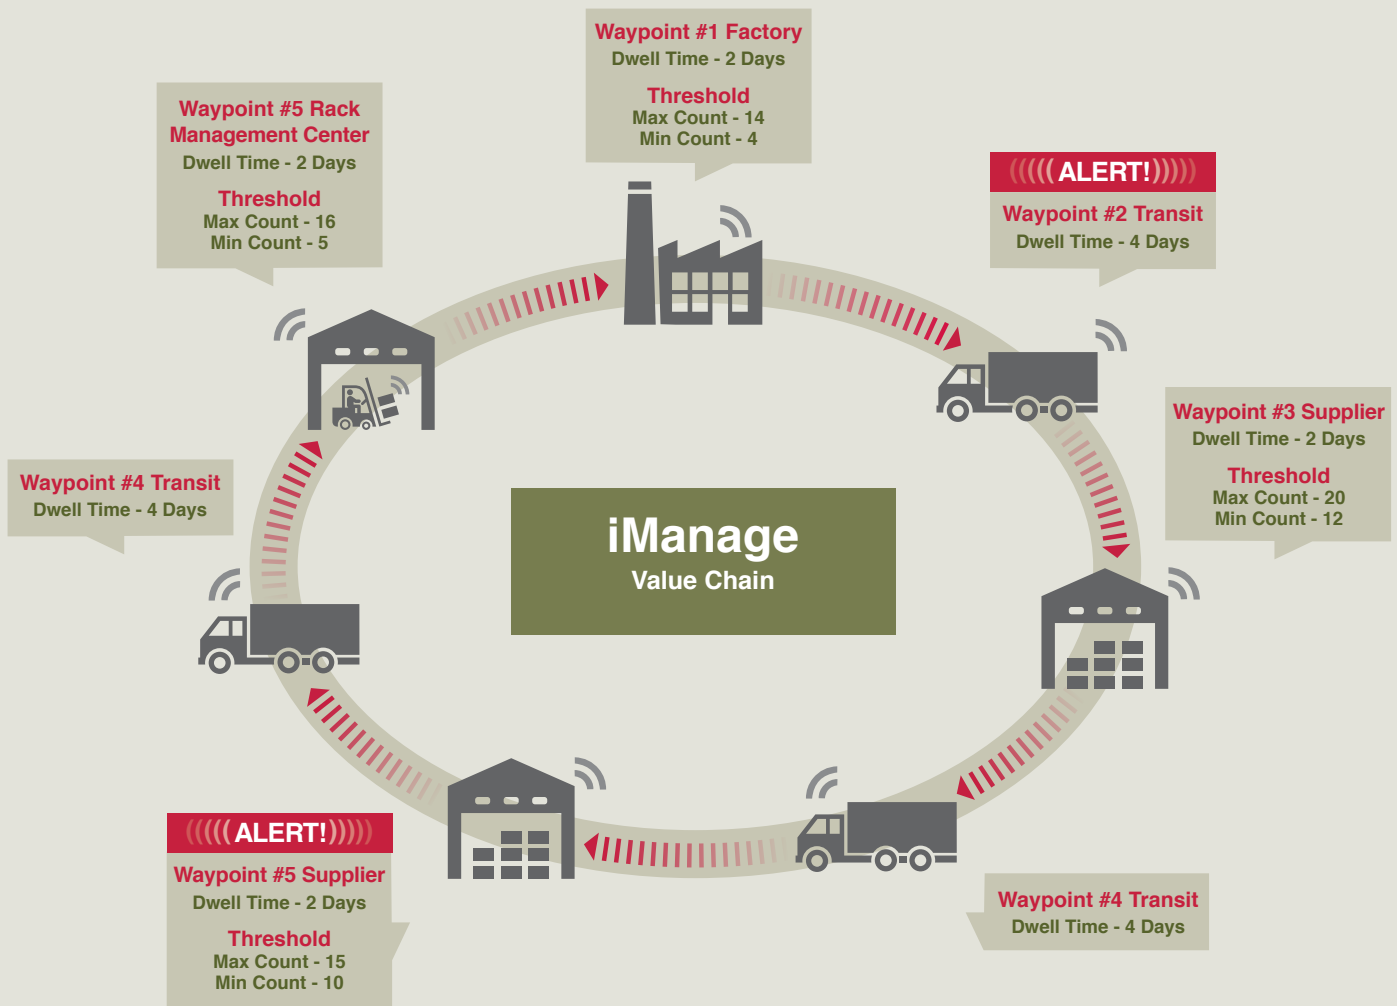 Waypoint #1 Factory
Dwell Time - 2 Days
Threshold
Max Count - 14
Min Count - 4
ALERT!
Waypoint #2 Transit
Dwell Time - 4 Days
Waypoint #3 Supplier
Dwell Time - 2 Days
Threshold
Max Count - 20
Min Count - 12
Waypoint #4 Transit
Dwell Time - 4 Days
ALERT!
Waypoint #5 Supplier
Dwell Time - 2 Days
Threshold
Max Count - 15
Min Count - 10
Waypoint #4 Transit
Dwell Time - 4 Days
Waypoint #5 Rack
Management Center
Dwell Time - 2 Days
Threshold
Max Count - 16
Min Count - 5
iManage
Value Chain